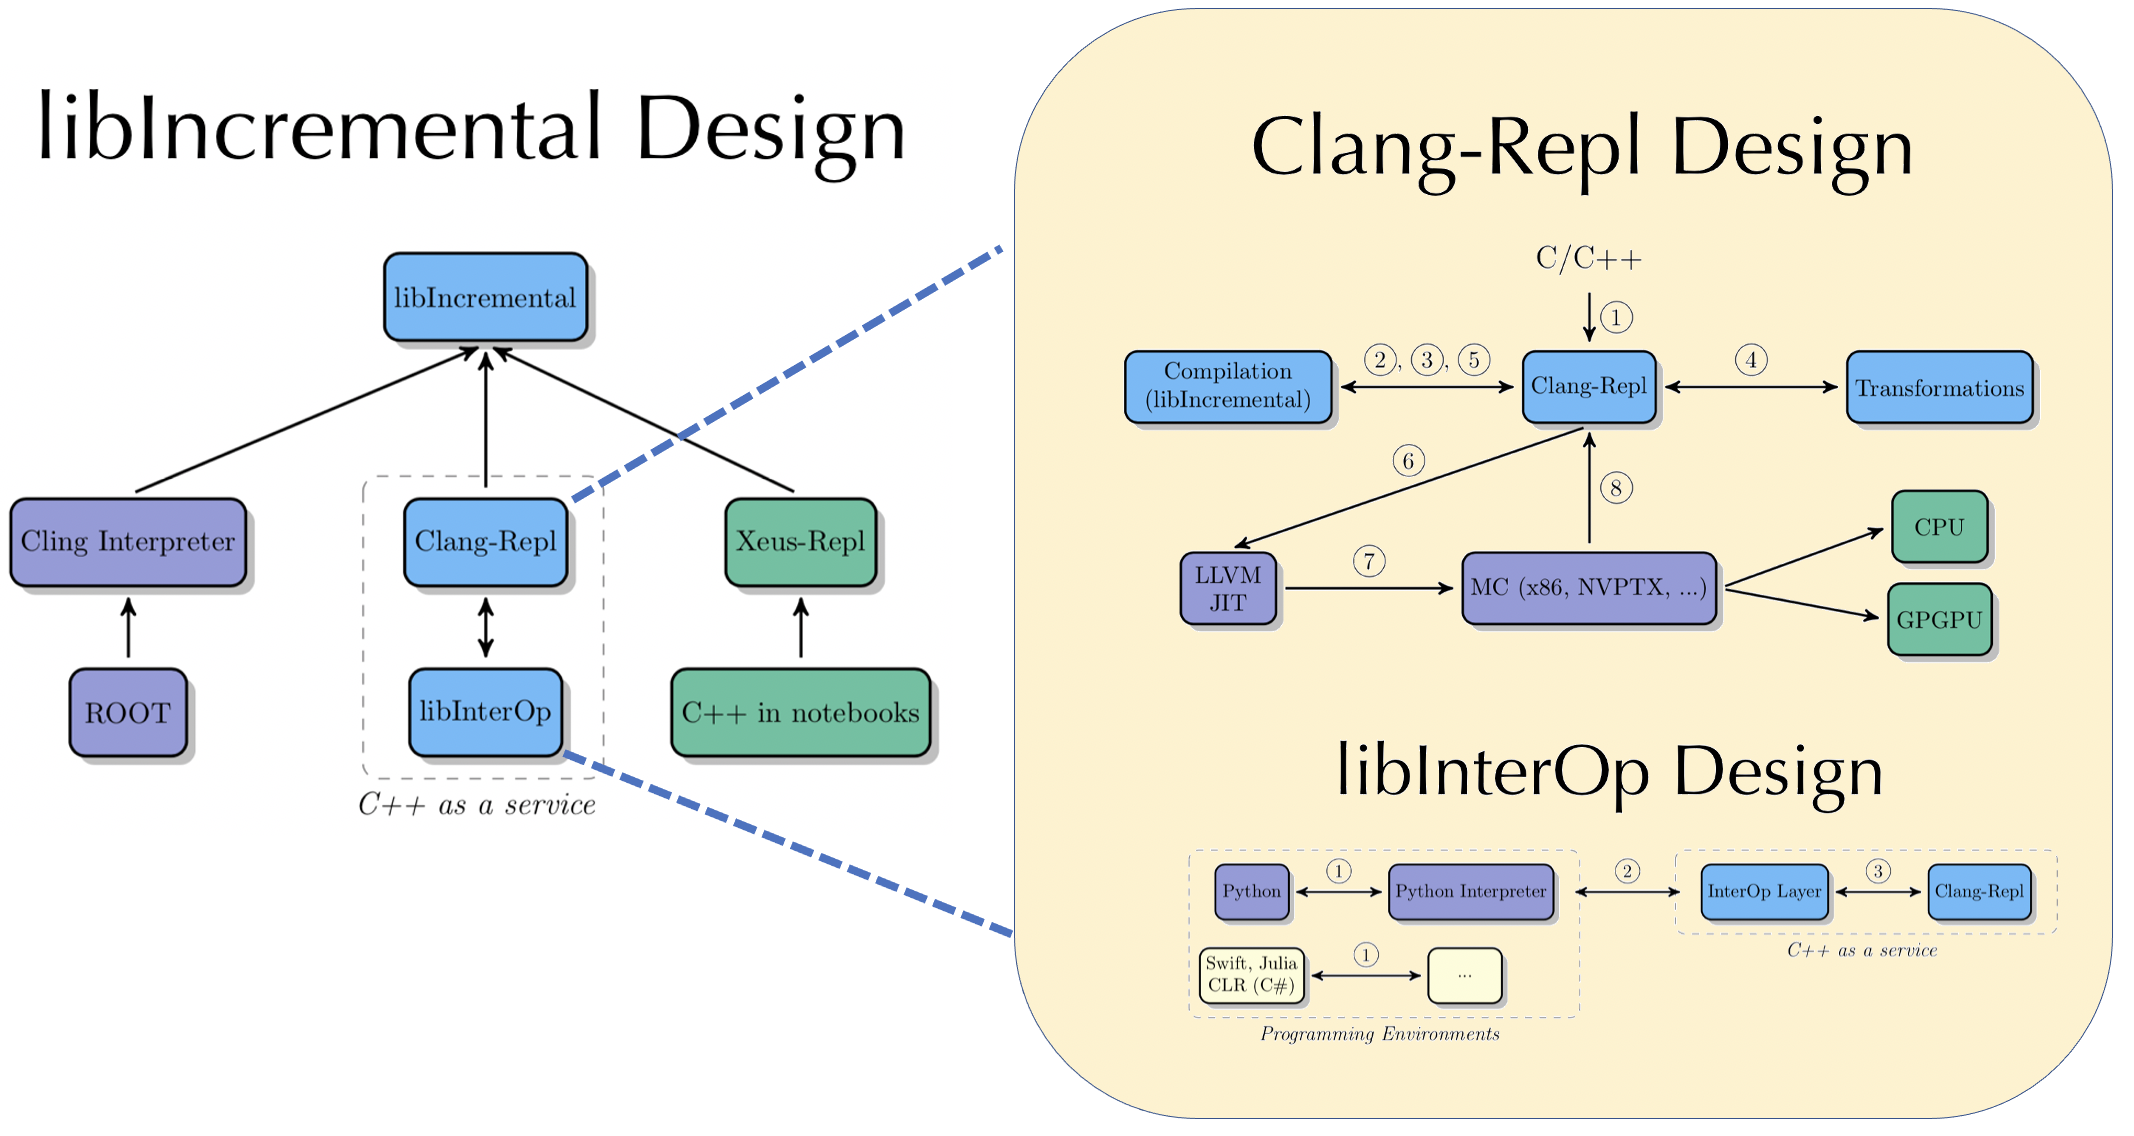 libIncremental Design
libIncremental
Cling Interpreter
Clang-Repl
Xeus-Repl
ROOT
libInterOp
C++ in notebooks
C++ as a service
Clang-Repl Design
C/C++
1
Compilation
(libIncremental)
2, 3, 5
Clang-Repl
4
Transformations
6
8
LLVM
JIT
7
MC (x86, NVPTX, ...)
CPU
GPGPU
libInterOp Design
Python
1
Python Interpreter
2
InterOp Layer
3
Clang-Repl
C++ as a service
Swift, Julia
CLR (C#)
1
...
Programming Environments